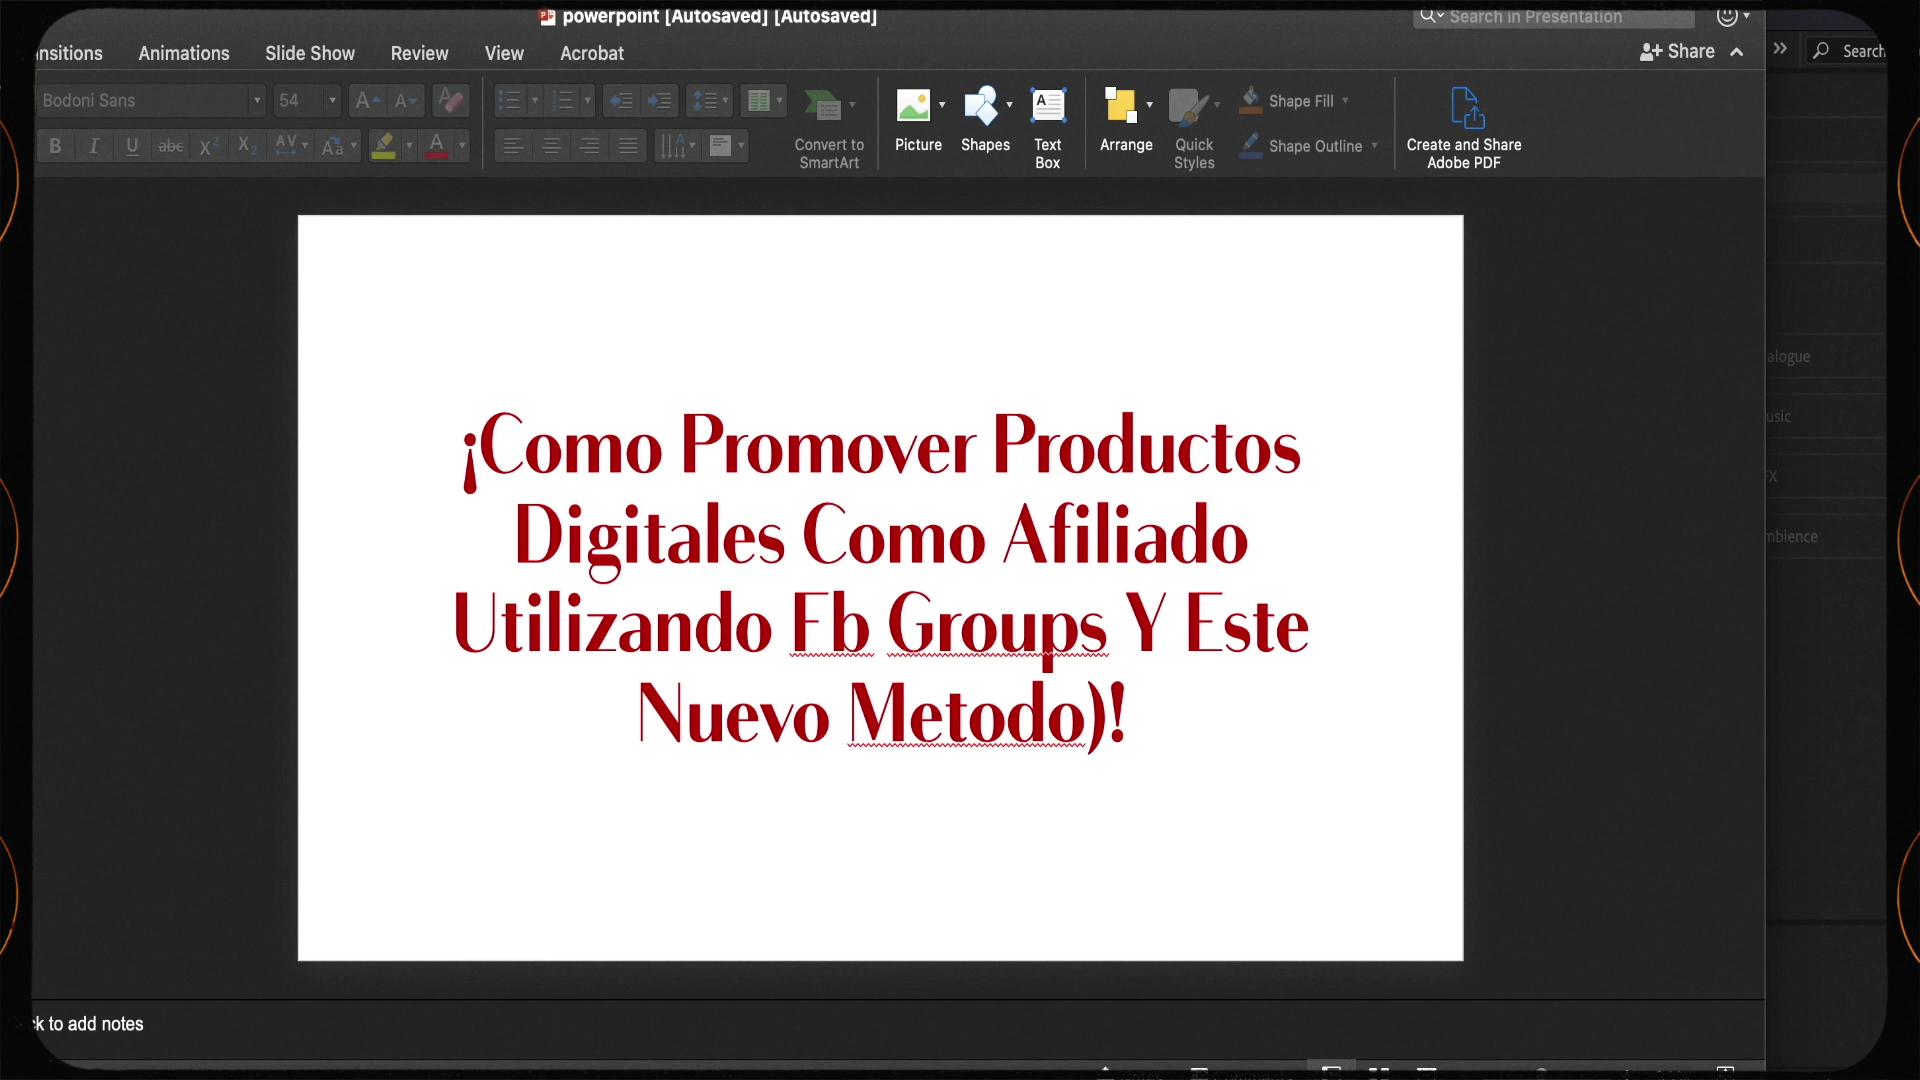 powerpoint [Autosaved] [Autosaved]
Search in Presentation
nsitions Animations Slide Show Review View Acrobat
Share
Search
Bodoni Sans 54
Convert to SmartArt
Picture
Shapes
Text Box
Arrange
Quick Styles
Shape Fill
Shape Outline
Create and Share Adobe PDF
¡Como Promover Productos
Digitales Como Afiliado
Utilizando Fb Groups Y Este
Nuevo Metodo)!
alogue
usic
FX
mbience
ck to add notes